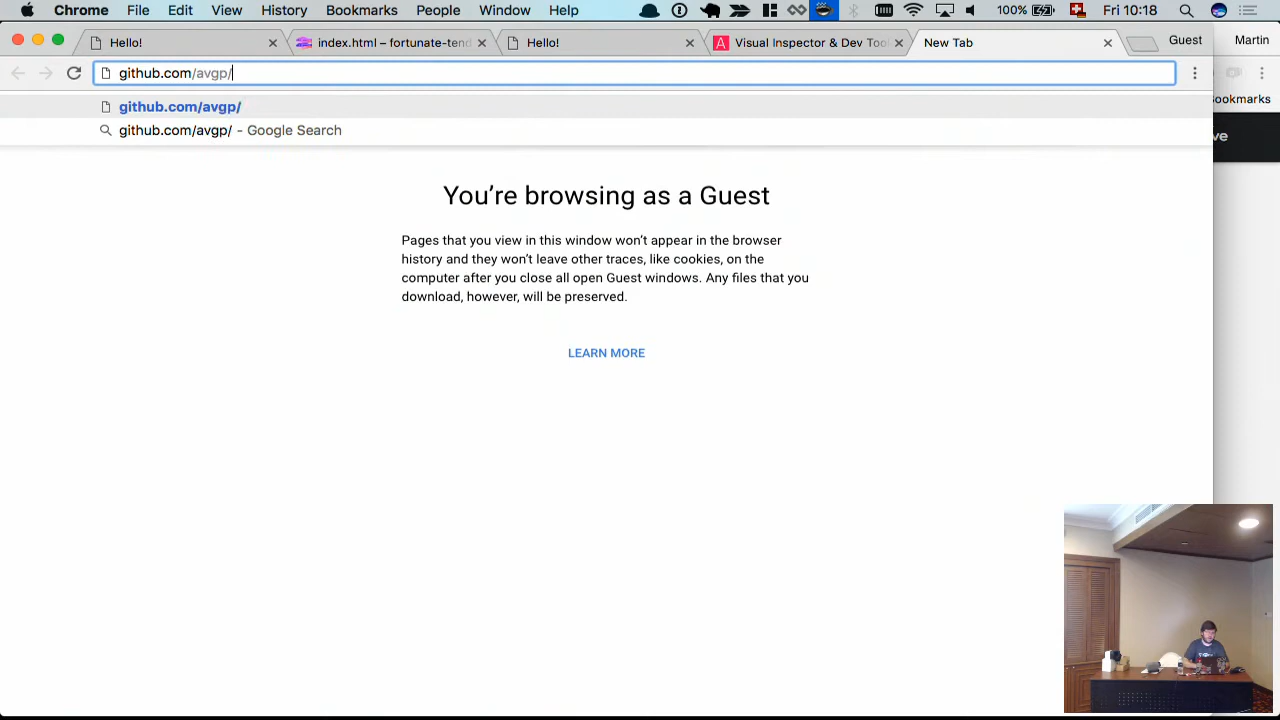 Chrome File Edit View History Bookmarks People Window Help 100% Fri 10:18
Hello!
index.html – fortunate-tend
Hello!
A Visual Inspector & Dev Tool
New Tab
Guest
Martin
github.com/avgp/
ookmarks
github.com/avgp/
github.com/avgp/ - Google Search
ve
You're browsing as a Guest
Pages that you view in this window won't appear in the browser
history and they won't leave other traces, like cookies, on the
computer after you close all open Guest windows. Any files that you
download, however, will be preserved.
LEARN MORE